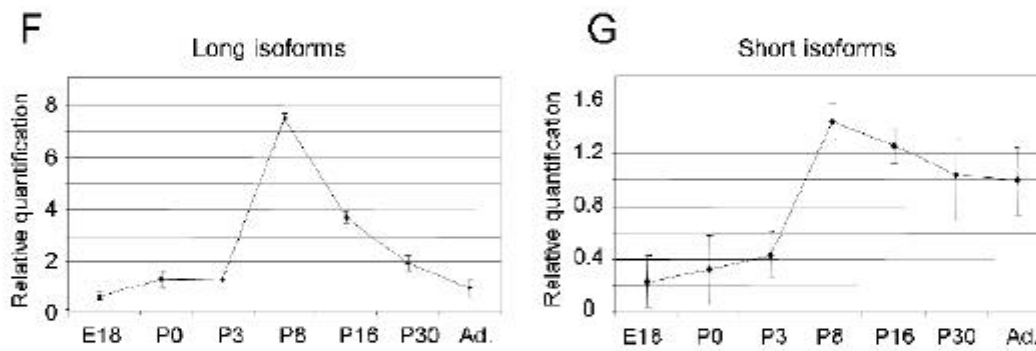 F
Long isoforms
Relative quantification
8
6
4
2
0
E18 P0 P3 P8 P16 P30 Ad.
G
Short isoforms
Relative quantification
1.6
1.2
0.8
0.4
0
E18 P0 P3 P8 P16 P30 Ad.